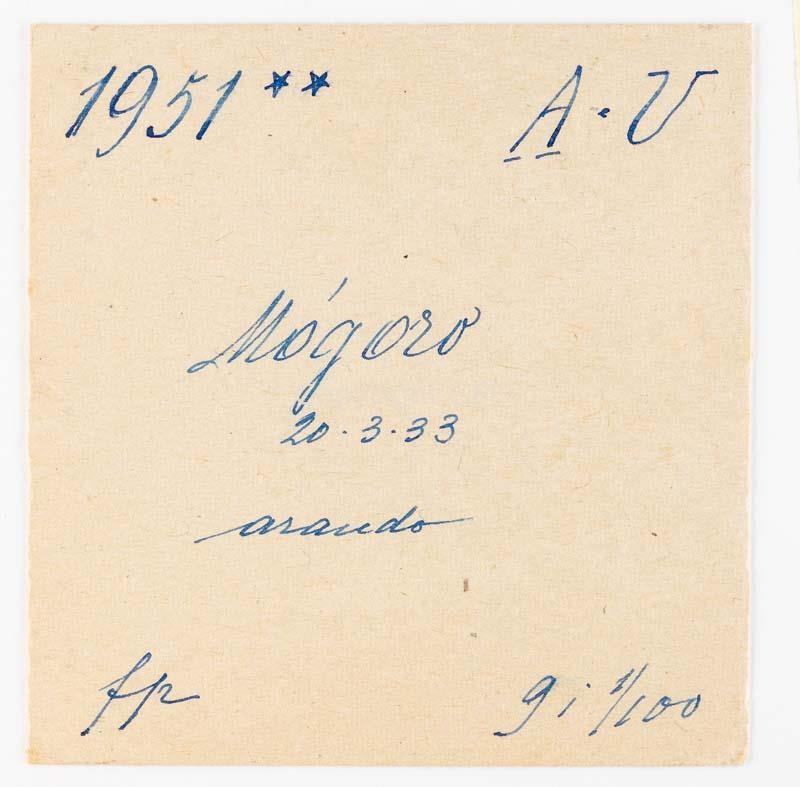 1951 ** A. V
Mógoro
20.3.33
arando
fp 9 i 1/100